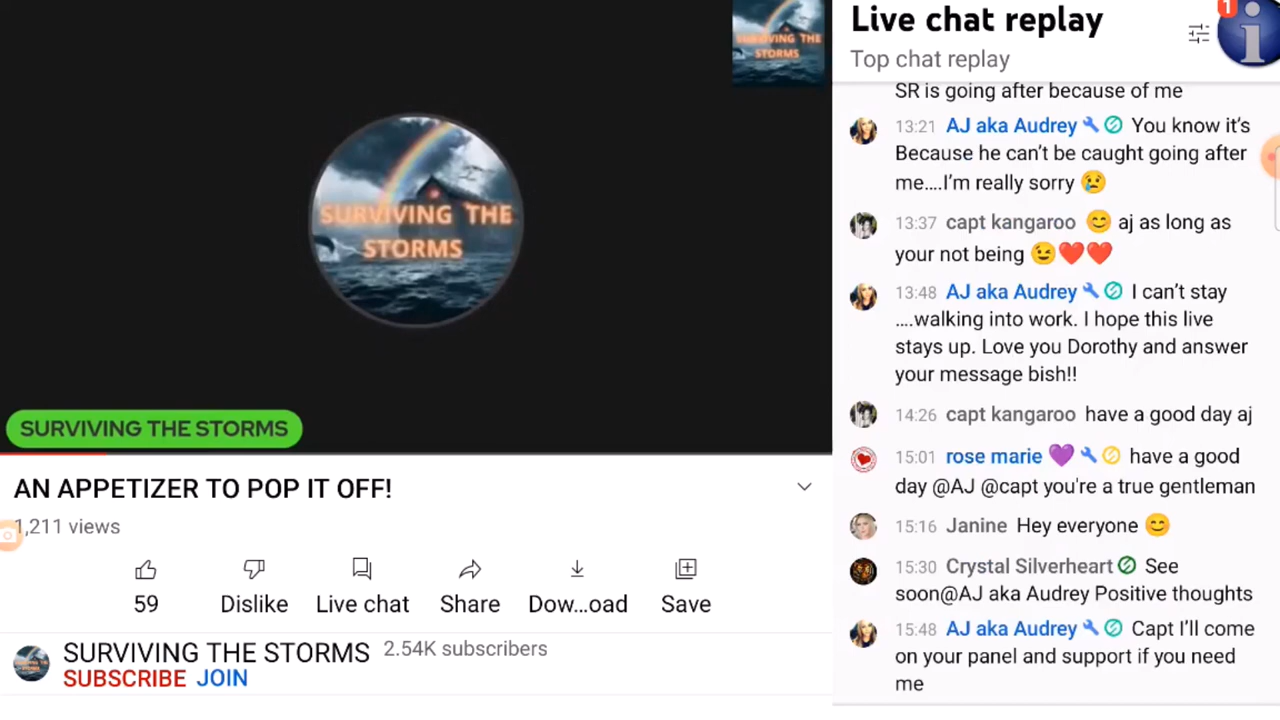 SURVIVING THE
STORMS
SURVIVING THE
STORMS
SURVIVING THE STORMS
AN APPETIZER TO POP IT OFF!
1,211 views
59
Dislike
Live chat
Share
Dow...oad
Save
SURVIVING THE STORMS 2.54K subscribers
SUBSCRIBE JOIN
Live chat replay
1
Top chat replay
SR is going after because of me
13:21 AJ aka Audrey You know it's
Because he can't be caught going after
me....I'm really sorry 😢
13:37 capt kangaroo 😊 aj as long as
your not being 😉❤️❤️
13:48 AJ aka Audrey I can't stay
....walking into work. I hope this live
stays up. Love you Dorothy and answer
your message bish!!
14:26 capt kangaroo have a good day aj
15:01 rose marie 💜 have a good
day @AJ @capt you're a true gentleman
15:16 Janine Hey everyone 😊
15:30 Crystal Silverheart See
soon@AJ aka Audrey Positive thoughts
15:48 AJ aka Audrey Capt I'll come
on your panel and support if you need
me